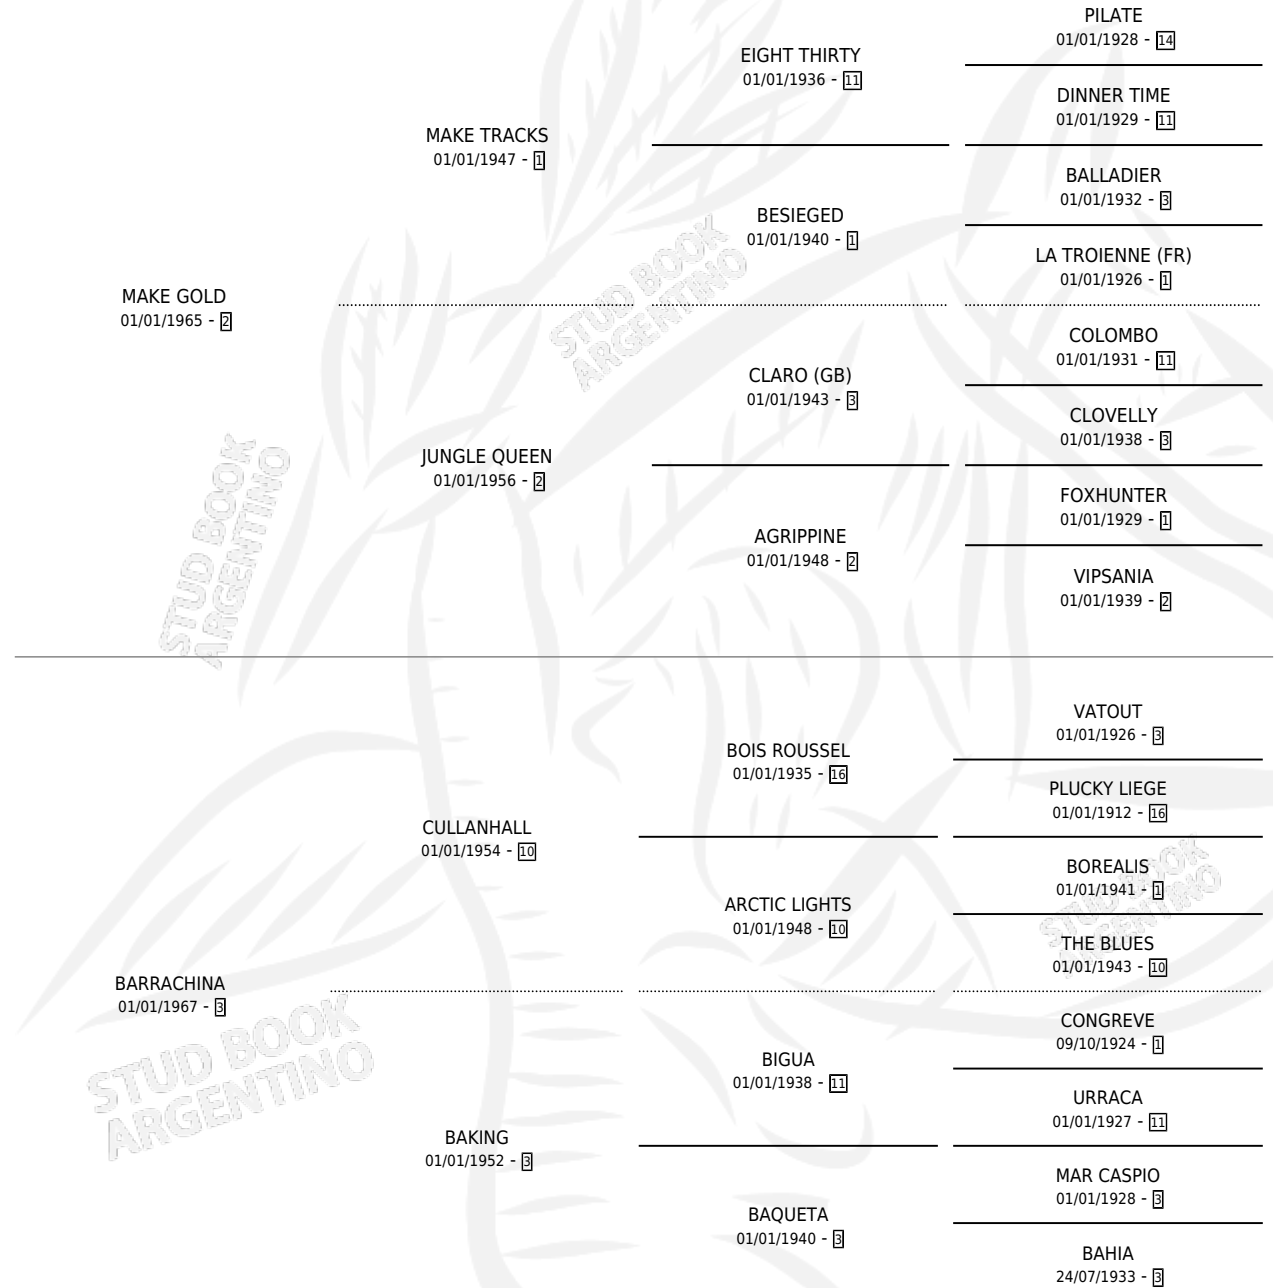 PILATE
01/01/1928 - 14
EIGHT THIRTY
01/01/1936 - 11
DINNER TIME
01/01/1929 - 11
MAKE TRACKS
01/01/1947 - 1
BALLADIER
01/01/1932 - 3
BESIEGED
01/01/1940 - 1
LA TROIENNE (FR)
01/01/1926 - 1
MAKE GOLD
01/01/1965 - 2
COLOMBO
01/01/1931 - 11
CLARO (GB)
01/01/1943 - 3
CLOVELLY
01/01/1938 - 3
JUNGLE QUEEN
01/01/1956 - 2
FOXHUNTER
01/01/1929 - 1
AGRIPPINE
01/01/1948 - 2
VIPSANIA
01/01/1939 - 2
STUD BOOK
ARGENTINO
STUD BOOK
ARGENTINO
VATOUT
01/01/1926 - 3
BOIS ROUSSEL
01/01/1935 - 16
PLUCKY LIEGE
01/01/1912 - 16
CULLANHALL
01/01/1954 - 10
BOREALIS
01/01/1941 - 1
ARCTIC LIGHTS
01/01/1948 - 10
THE BLUES
01/01/1943 - 10
BARRACHINA
01/01/1967 - 3
CONGREVE
09/10/1924 - 1
BIGUA
01/01/1938 - 11
URRACA
01/01/1927 - 11
BAKING
01/01/1952 - 3
MAR CASPIO
01/01/1928 - 3
BAQUETA
01/01/1940 - 3
BAHIA
24/07/1933 - 3
STUD BOOK
ARGENTINO
STUD BOOK
ARGENTINO